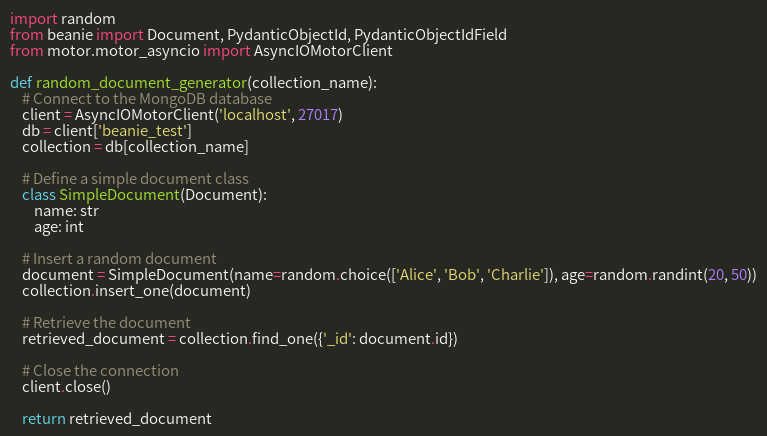 import random
from beanie import Document, PydanticObjectId, PydanticObjectIdField
from motor.motor_asyncio import AsyncIOMotorClient

def random_document_generator(collection_name):
    # Connect to the MongoDB database
    client = AsyncIOMotorClient('localhost', 27017)
    db = client['beanie_test']
    collection = db[collection_name]

    # Define a simple document class
    class SimpleDocument(Document):
        name: str
        age: int

    # Insert a random document
    document = SimpleDocument(name=random.choice(['Alice', 'Bob', 'Charlie']), age=random.randint(20, 50))
    collection.insert_one(document)

    # Retrieve the document
    retrieved_document = collection.find_one({'_id': document.id})

    # Close the connection
    client.close()

    return retrieved_document